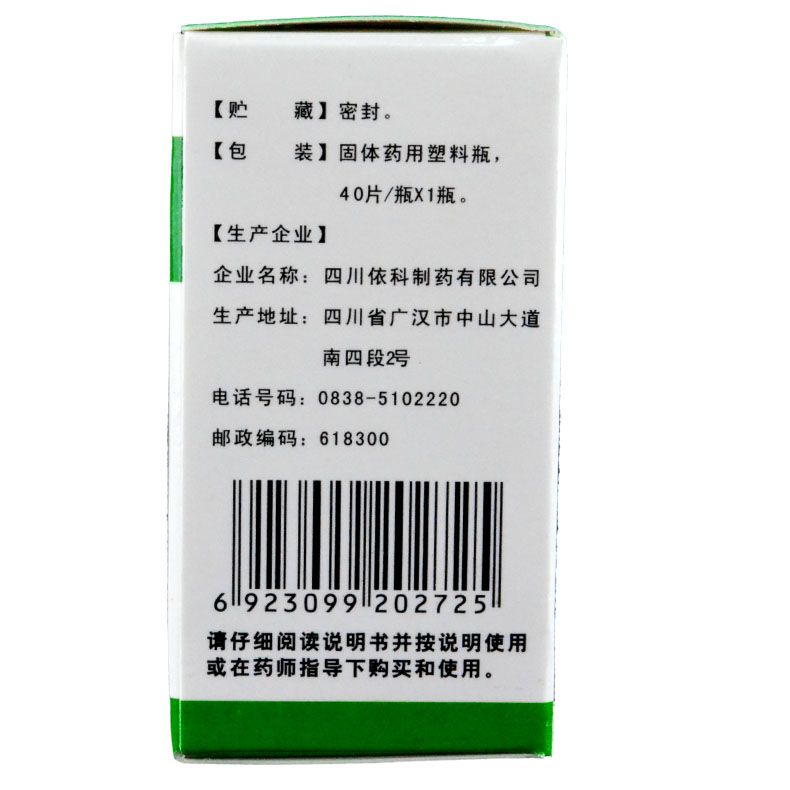 【贮　　藏】密封。
【包　　装】固体药用塑料瓶，
40片/瓶X1瓶。
【生产企业】
企业名称：四川依科制药有限公司
生产地址：四川省广汉市中山大道
南四段2号
电话号码：0838-5102220
邮政编码：618300
6 923099 202725
请仔细阅读说明书并按说明使用
或在药师指导下购买和使用。